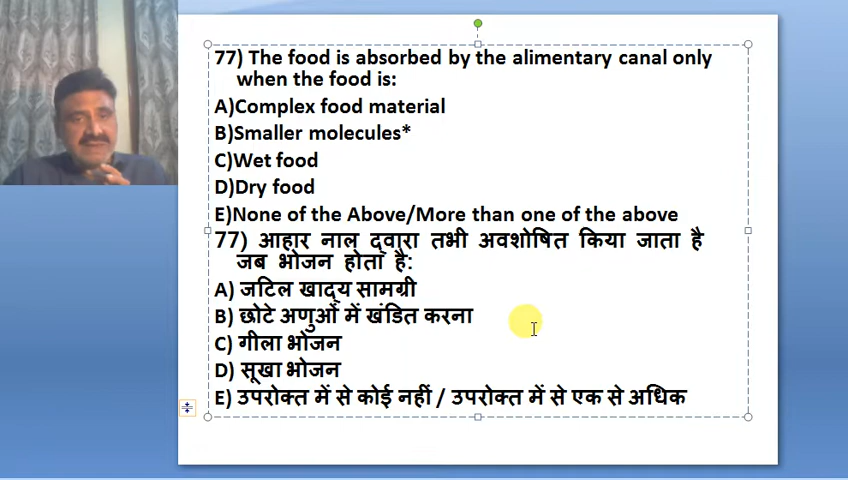 77) The food is absorbed by the alimentary canal only
when the food is:
A)Complex food material
B)Smaller molecules*
C)Wet food
D)Dry food
E)None of the Above/More than one of the above
77) आहार नाल द्वारा तभी अवशोषित किया जाता है
जब भोजन होता है:
A) जटिल खाद्य सामग्री
B) छोटे अणुओं में खंडित करना
C) गीला भोजन
D) सूखा भोजन
E) उपरोक्त में से कोई नहीं / उपरोक्त में से एक से अधिक